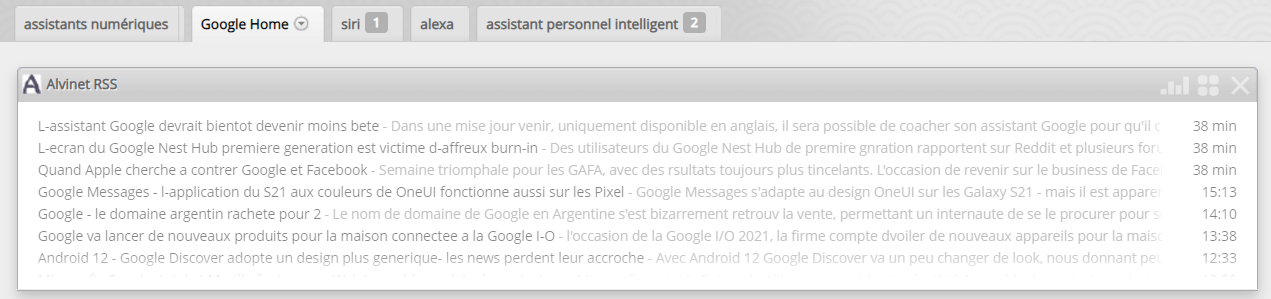 assistants numériques
Google Home
siri 1
alexa
assistant personnel intelligent 2
Alvinet RSS
L-assistant Google devrait bientot devenir moins bete - Dans une mise jour venir, uniquement disponible en anglais, il sera possible de coacher son assistant Google pour qu'il 38 min
L-ecran du Google Nest Hub premiere generation est victime d-affreux burn-in - Des utilisateurs du Google Nest Hub de premire gnration rapportent sur Reddit et plusieurs foru 38 min
Quand Apple cherche a contrer Google et Facebook - Semaine triomphale pour les GAFA, avec des rsultats toujours plus tincelants. L'occasion de revenir sur le business de Face 38 min
Google Messages - l-application du S21 aux couleurs de OneUI fonctionne aussi sur les Pixel - Google Messages s'adapte au design OneUI sur les Galaxy S21 - mais il est apparer 15:13
Google - le domaine argentin rachete pour 2 - Le nom de domaine de Google en Argentine s'est bizarrement retrouv la vente, permettant un internaute de se le procurer pour s 14:10
Google va lancer de nouveaux produits pour la maison connectee a la Google I-O - l'occasion de la Google I/O 2021, la firme compte dvoiler de nouveaux appareils pour la mais 13:38
Android 12 - Google Discover adopte un design plus generique- les news perdent leur accroche - Avec Android 12 Google Discover va un peu changer de look, nous donnant peu 12:33